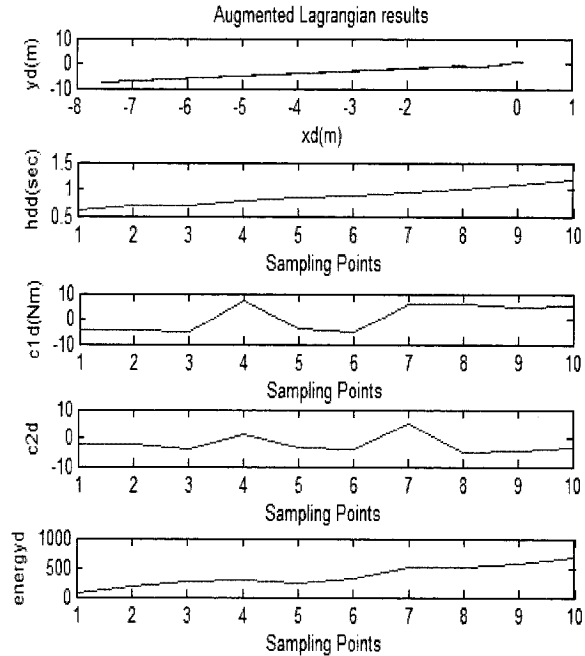 Augmented Lagrangian results
10
0
-10
yd(m)
-8 -7 -6 -5 -4 -3 -2 0 1
xd(m)
1.5
1
0.5
hdd(sec)
1 2 3 4 5 6 7 8 9 10
Sampling Points
10
0
-10
c1d(Nm)
1 2 3 4 5 6 7 8 9 10
Sampling Points
10
0
-10
c2d
1 2 3 4 5 6 7 8 9 10
Sampling Points
1000
500
0
energyd
1 2 3 4 5 6 7 8 9 10
Sampling Points